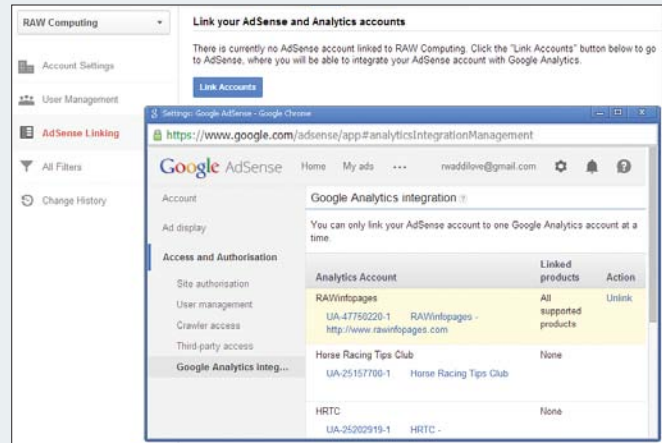 RAW Computing
Account Settings
User Management
AdSense Linking
All Filters
Change History
Link your AdSense and Analytics accounts
There is currently no AdSense account linked to RAW Computing. Click the "Link Accounts" button below to go
to AdSense, where you will be able to integrate your AdSense account with Google Analytics.
Link Accounts
Settings: Google AdSense - Google Chrome
https://www.google.com/adsense/app#analyticsIntegrationManagement
Google AdSense Home My ads ••• rwaddilove@gmail.com
Account
Ad display
Access and Authorisation
Site authorisation
User management
Crawler access
Third-party access
Google Analytics integ...
Google Analytics integration ?
You can only link your AdSense account to one Google Analytics account at a
time.
Analytics Account Linked products Action
RAWinfopages All supported products Unlink
UA-47750220-1 RAWinfopages -
http://www.rawinfopages.com
Horse Racing Tips Club None
UA-25157700-1 Horse Racing Tips Club
HRTC None
UA-25202919-1 HRTC -